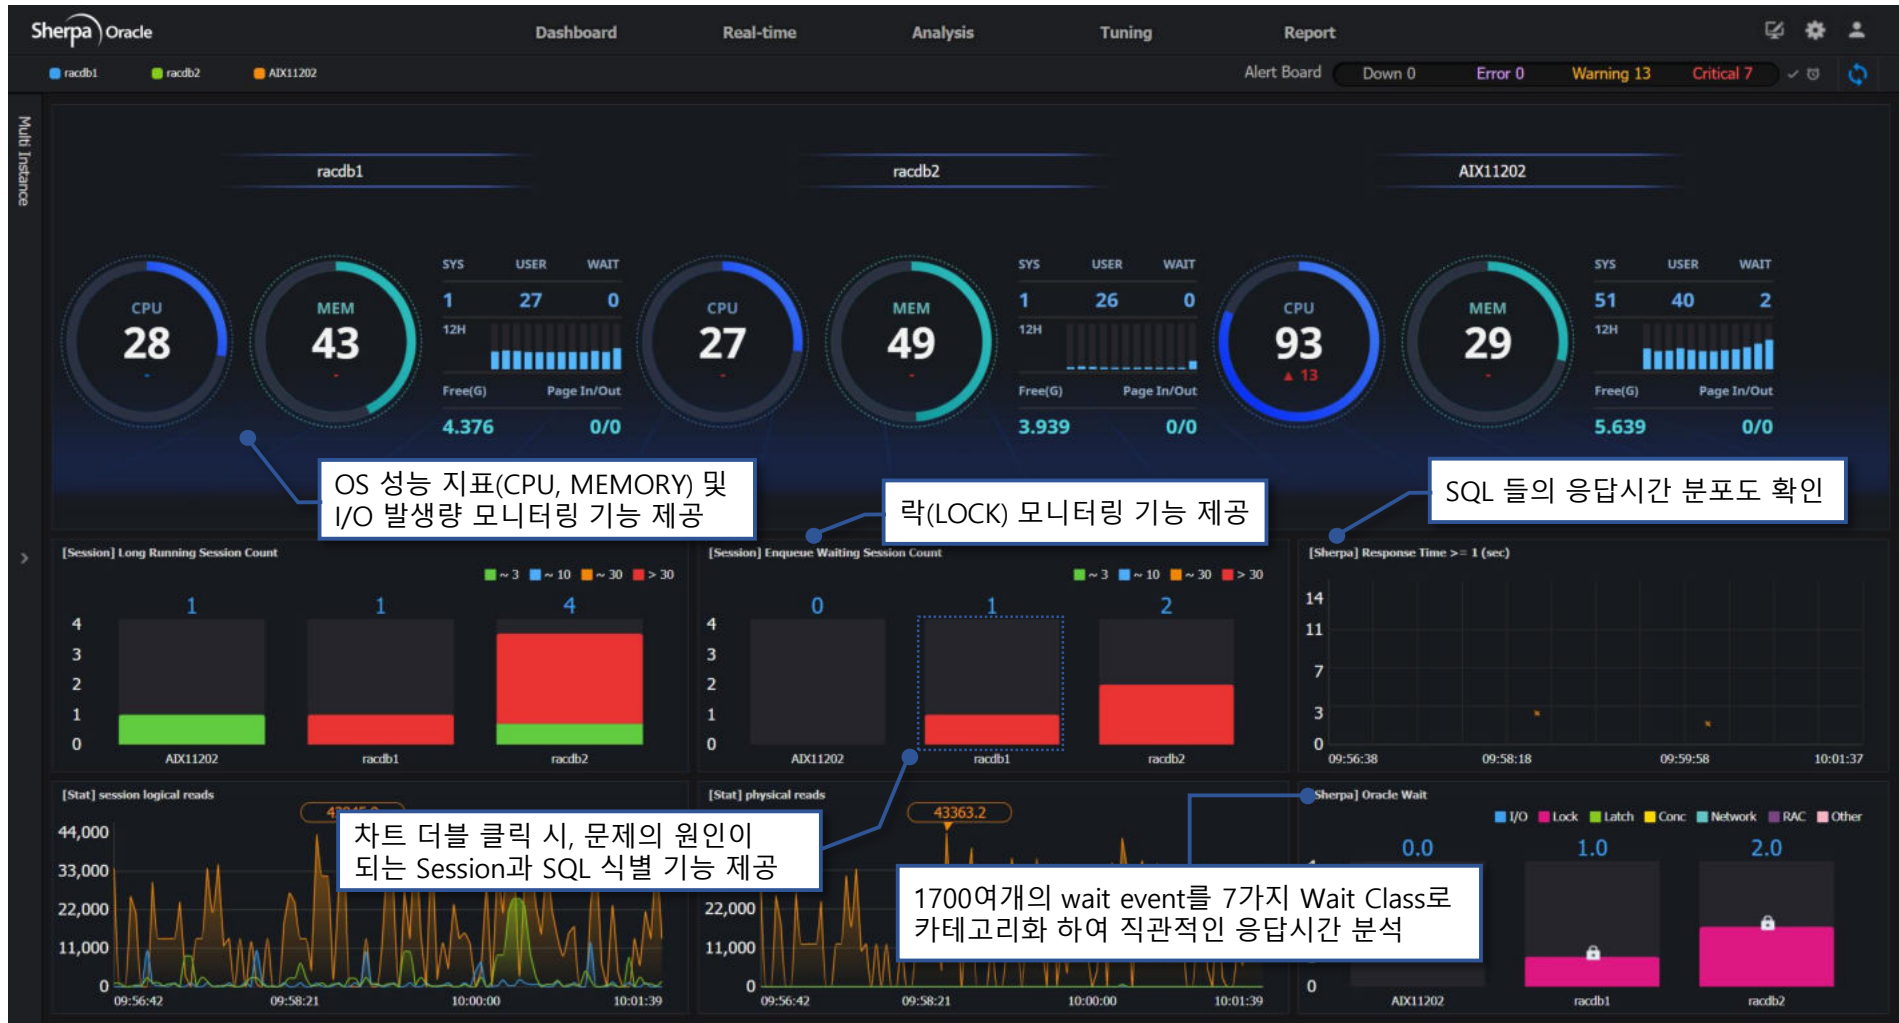 Sherpa Oracle
Dashboard
Real-time
Analysis
Tuning
Report
racdb1
racdb2
AIX11202
Alert Board
Down 0
Error 0
Warning 13
Critical 7
Multi Instance
racdb1
racdb2
AIX11202
CPU
28
-
MEM
43
-
SYS USER WAIT
1 27 0
12H
Free(G) Page In/Out
4.376 0/0
CPU
27
-
MEM
49
-
SYS USER WAIT
1 26 0
12H
Free(G) Page In/Out
3.939 0/0
CPU
93
▲ 13
MEM
29
-
SYS USER WAIT
51 40 2
12H
Free(G) Page In/Out
5.639 0/0
OS 성능 지표(CPU, MEMORY) 및
I/O 발생량 모니터링 기능 제공
락(LOCK) 모니터링 기능 제공
SQL 들의 응답시간 분포도 확인
[Session] Long Running Session Count
~ 3 ~ 10 ~ 30 > 30
1 1 4
4
3
2
1
0
AIX11202 racdb1 racdb2
[Session] Enqueue Waiting Session Count
~ 3 ~ 10 ~ 30 > 30
0 1 2
4
3
2
1
0
AIX11202 racdb1 racdb2
[Sherpa] Response Time >= 1 (sec)
14
11
7
3
0
09:56:38 09:58:18 09:59:58 10:01:37
[Stat] session logical reads
44,000
33,000
22,000
11,000
0
09:56:42 09:58:21 10:00:00 10:01:39
차트 더블 클릭 시, 문제의 원인이
되는 Session과 SQL 식별 기능 제공
[Stat] physical reads
43363.2
22,000
11,000
0
09:56:42 09:58:21 10:00:00 10:01:39
1700여개의 wait event를 7가지 Wait Class로
카테고리화 하여 직관적인 응답시간 분석
Sherpa] Oracle Wait
I/O Lock Latch Conc Network RAC Other
0.0 1.0 2.0
0
AIX11202 racdb1 racdb2